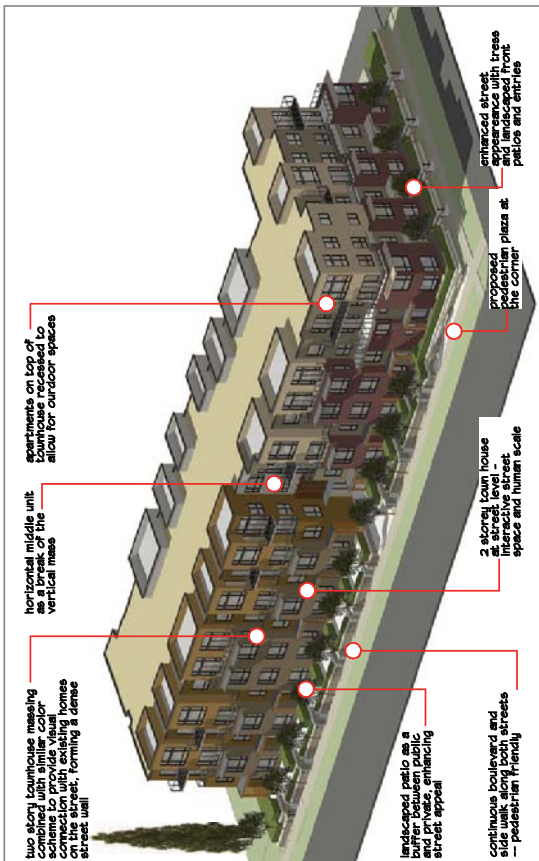 two story townhouse massing
combined with similar color
scheme to provide visual
connection with existing homes
on the street, forming a dense
street wall
horizontal middle unit
as a break of the
vertical mass
apartments on top of
townhouse recessed to
allow for ourdoor spaces
landscaped patio as a
buffer between public
and private, enhancing
street appeal
continuous boulevard and
side walk along both streets
- pedestrian friendly
2 storey town house
at street level -
interactive street
space and human scale
proposed
pedestrian plaza at
the corner
enhanced street
appeareance with tress
and landscaped front
patios and entries